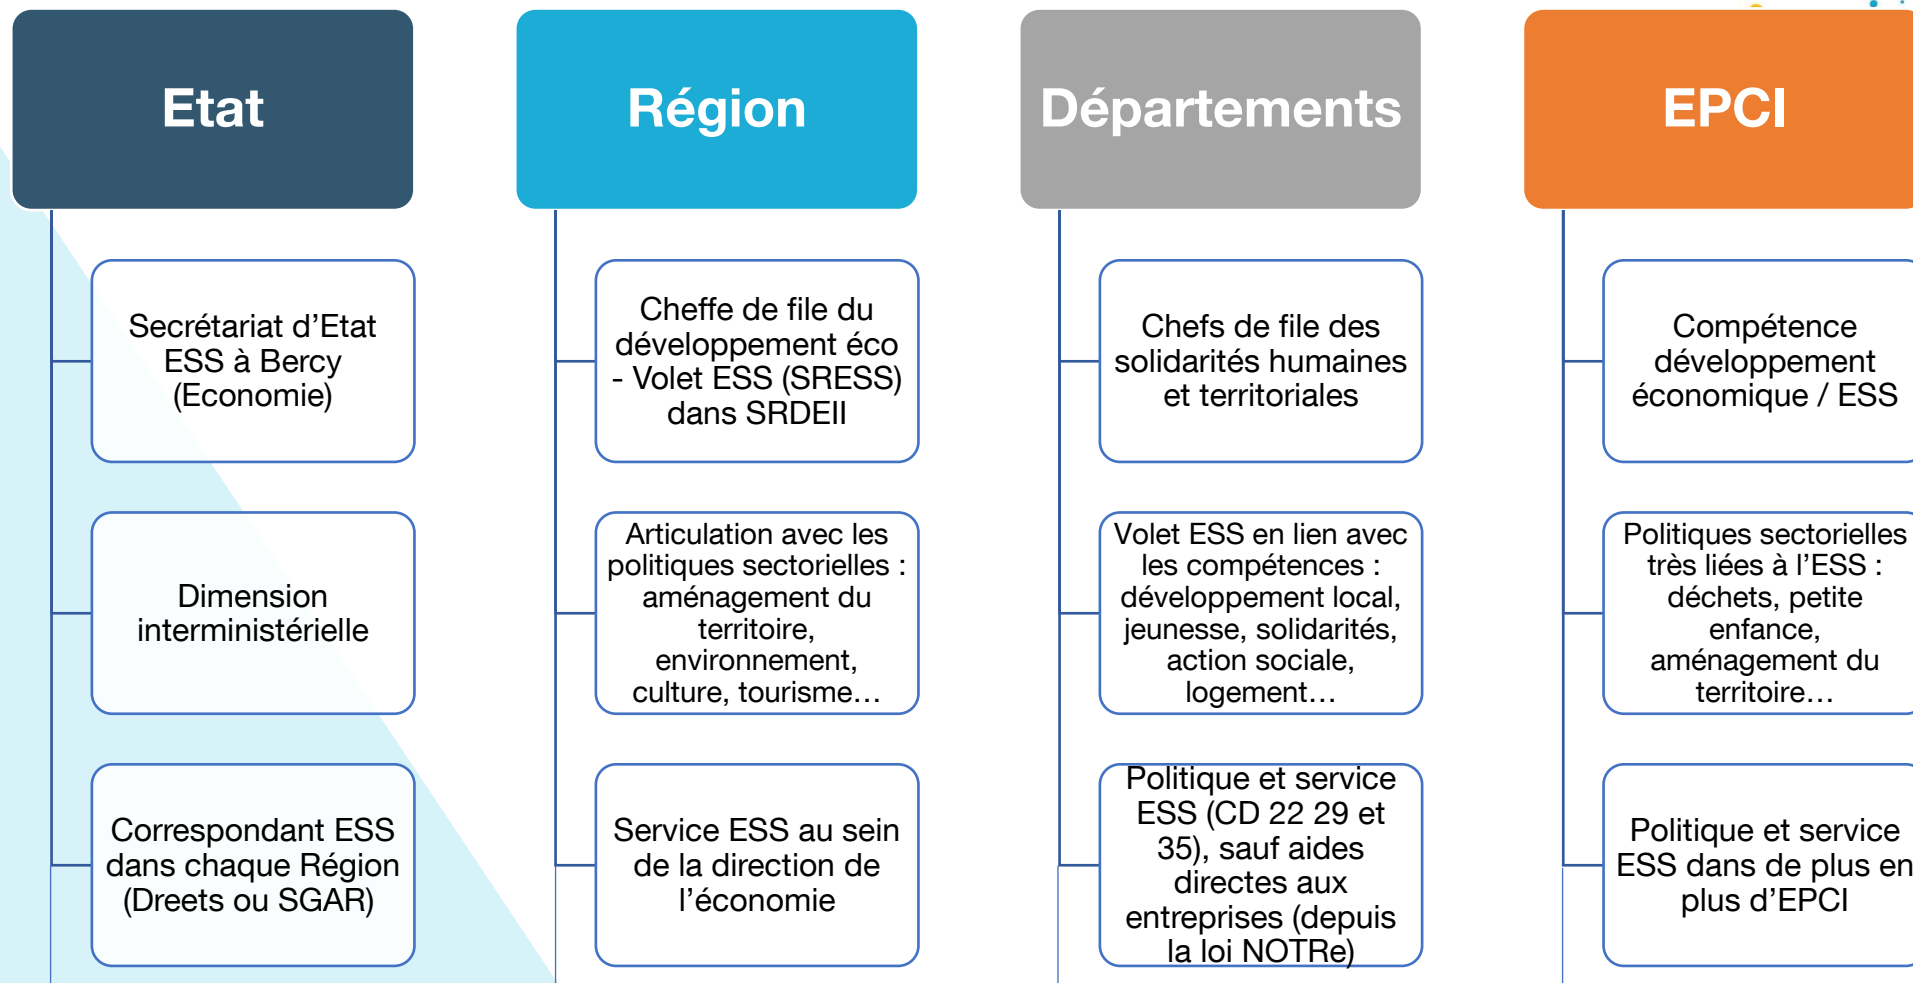 Etat
Secrétariat d’Etat
ESS à Bercy
(Economie)
Dimension
interministérielle
Correspondant ESS
dans chaque Région
(Dreets ou SGAR)
Région
Cheffe de file du
développement éco
- Volet ESS (SRESS)
dans SRDEII
Articulation avec les
politiques sectorielles :
aménagement du
territoire,
environnement,
culture, tourisme…
Service ESS au sein
de la direction de
l’économie
Départements
Chefs de file des
solidarités humaines
et territoriales
Volet ESS en lien avec
les compétences :
développement local,
jeunesse, solidarités,
action sociale,
logement…
Politique et service
ESS (CD 22 29 et
35), sauf aides
directes aux
entreprises (depuis
la loi NOTRe)
EPCI
Compétence
développement
économique / ESS
Politiques sectorielles
très liées à l’ESS :
déchets, petite
enfance,
aménagement du
territoire…
Politique et service
ESS dans de plus en
plus d’EPCI